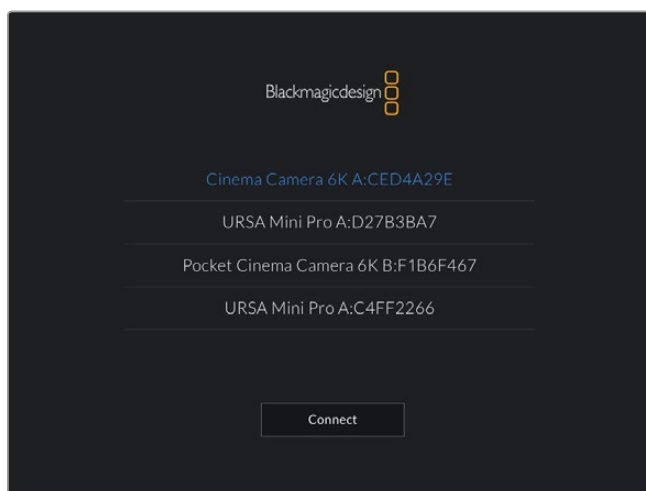 Blackmagicdesign
Cinema Camera 6K A:CED4A29E
URSA Mini Pro A:D27B3BA7
Pocket Cinema Camera 6K B:F1B6F467
URSA Mini Pro A:C4FF2266
Connect